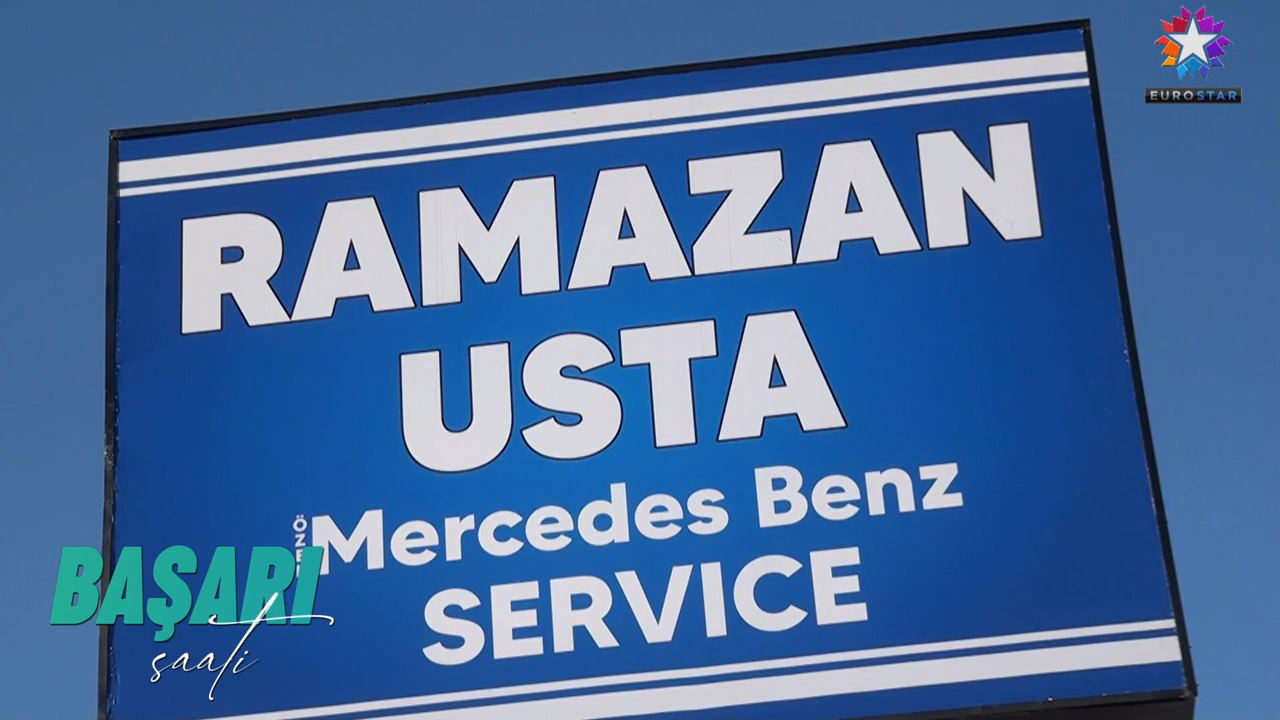 EUROSTAR
RAMAZAN
USTA
Mercedes Benz
SERVICE
BAŞARI
saati